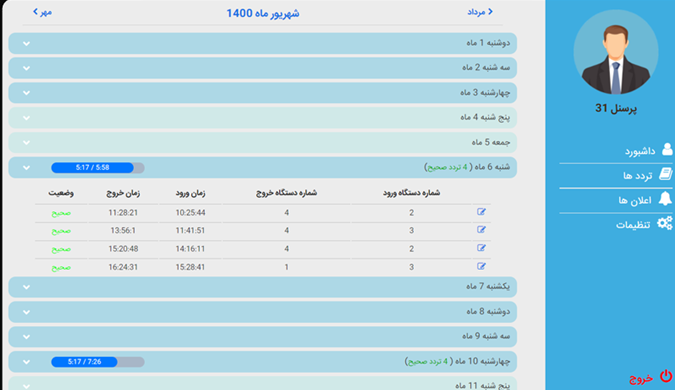 مرداد
شهریور ماه 1400
مهر
دوشنبه 1 ماه
سه شنبه 2 ماه
چهارشنبه 3 ماه
پنج شنبه 4 ماه
جمعه 5 ماه
شنبه 6 ماه ( 4 تردد صحیح)
5:17 / 5:58
شماره دستگاه ورود شماره دستگاه خروج زمان ورود زمان خروج وضعیت
2 4 10:25:44 11:28:21 صحیح
3 4 11:41:51 13:56:1 صحیح
2 4 14:16:11 15:20:48 صحیح
3 1 15:28:41 16:24:31 صحیح
یکشنبه 7 ماه
دوشنبه 8 ماه
سه شنبه 9 ماه
چهارشنبه 10 ماه ( 4 تردد صحیح)
5:17 / 7:26
پنج شنبه 11 ماه
پرسنل 31
داشبورد
تردد ها
اعلان ها
تنظیمات
خروج